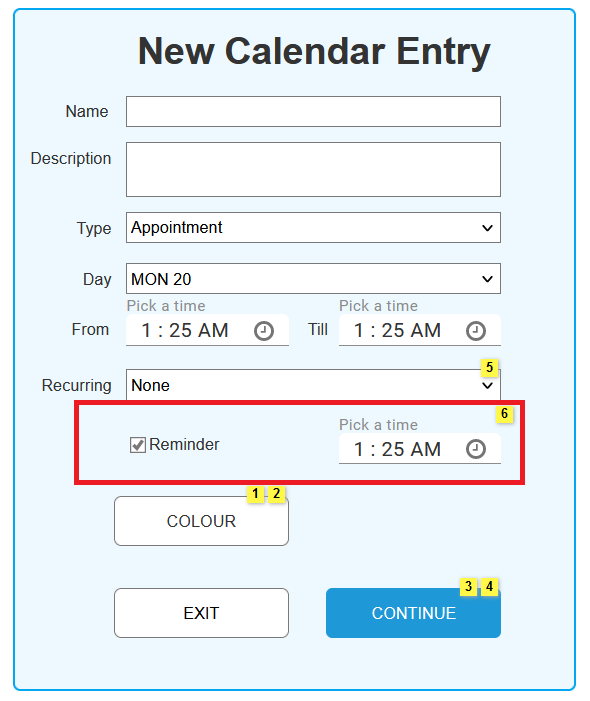 New Calendar Entry
Name
Description
Type Appointment
Day MON 20
Pick a time Pick a time
From 1 : 25 AM Till 1 : 25 AM
5
Recurring None
6
Pick a time
Reminder 1 : 25 AM
1 2
COLOUR
3 4
EXIT CONTINUE